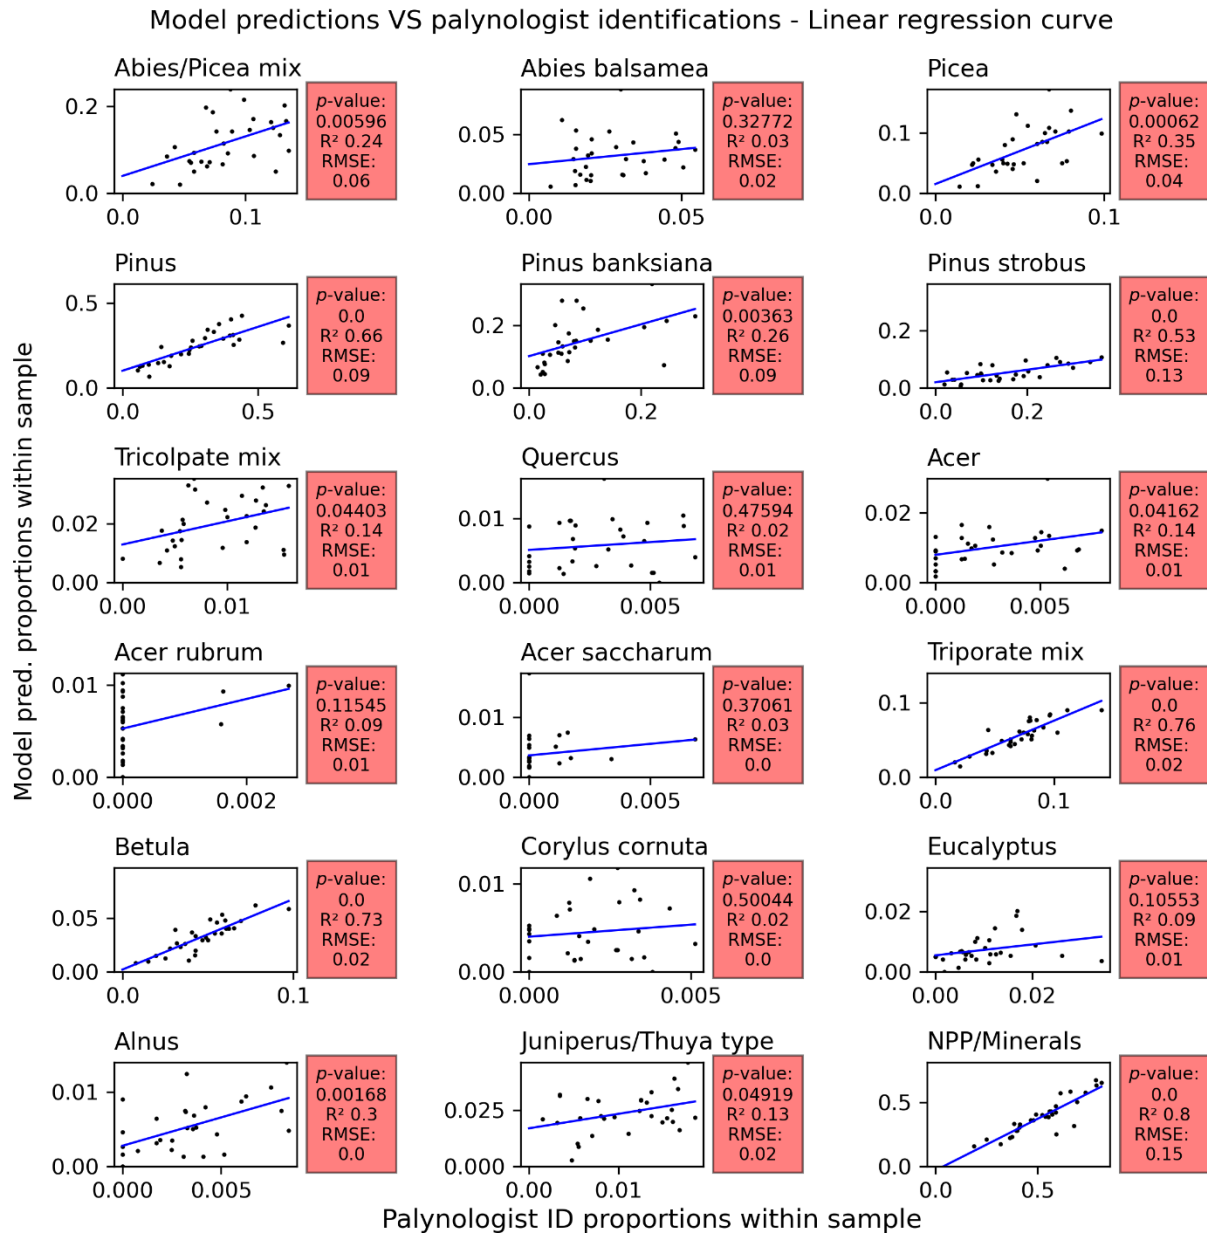 Model predictions VS palynologist identifications - Linear regression curve
Abies/Picea mix
0.2
0.0
0.0
0.1
p-value:
0.00596
R² 0.24
RMSE:
0.06
Abies balsamea
0.05
0.00
0.00
0.05
p-value:
0.32772
R² 0.03
RMSE:
0.02
Picea
0.1
0.0
0.0
0.1
p-value:
0.00062
R² 0.35
RMSE:
0.04
Pinus
0.5
0.0
0.0
0.5
p-value:
0.0
R² 0.66
RMSE:
0.09
Pinus banksiana
0.2
0.0
0.0
0.2
p-value:
0.00363
R² 0.26
RMSE:
0.09
Pinus strobus
0.2
0.0
0.2
p-value:
0.0
R² 0.53
RMSE:
0.13
Model pred. proportions within sample
Tricolpate mix
0.02
0.00
0.00
0.01
p-value:
0.04403
R² 0.14
RMSE:
0.01
Quercus
0.01
0.00
0.000
0.005
p-value:
0.47594
R² 0.02
RMSE:
0.01
Acer
0.02
0.00
0.000
0.005
p-value:
0.04162
R² 0.14
RMSE:
0.01
Acer rubrum
0.01
0.00
0.000
0.002
p-value:
0.11545
R² 0.09
RMSE:
0.01
Acer saccharum
0.01
0.00
0.000
0.005
p-value:
0.37061
R² 0.03
RMSE:
0.0
Triporate mix
0.1
0.0
0.0
0.1
p-value:
0.0
R² 0.76
RMSE:
0.02
Betula
0.05
0.00
0.0
0.1
p-value:
0.0
R² 0.73
RMSE:
0.02
Corylus cornuta
0.01
0.00
0.000
0.005
p-value:
0.50044
R² 0.02
RMSE:
0.0
Eucalyptus
0.02
0.00
0.00
0.02
p-value:
0.10553
R² 0.09
RMSE:
0.01
Alnus
0.01
0.00
0.000
0.005
p-value:
0.00168
R² 0.3
RMSE:
0.0
Juniperus/Thuya type
0.025
0.000
0.00
0.01
p-value:
0.04919
R² 0.13
RMSE:
0.02
NPP/Minerals
0.5
0.0
0.0
0.5
p-value:
0.0
R² 0.8
RMSE:
0.15
Palynologist ID proportions within sample